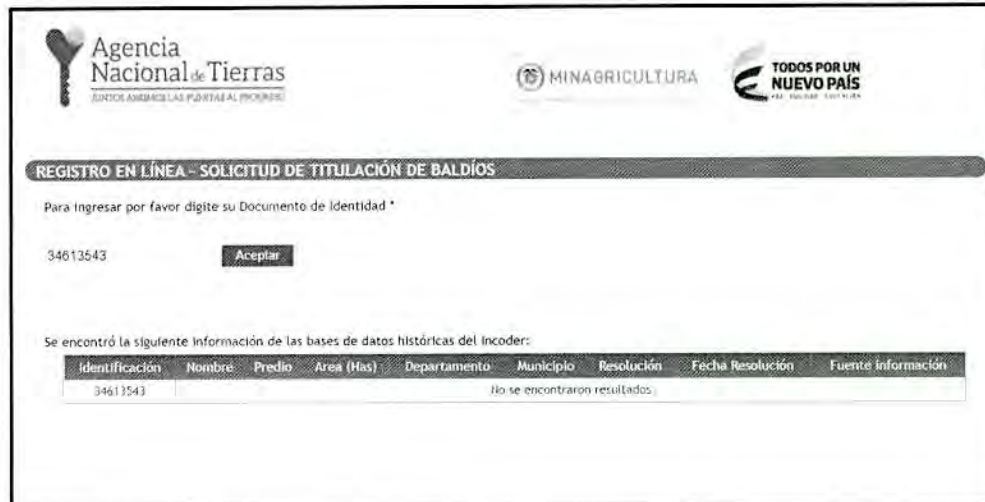 Agencia
Nacional de Tierras
MINAGRICULTURA
TODOS POR UN
NUEVO PAÍS
REGISTRO EN LÍNEA - SOLICITUD DE TITULACIÓN DE BALDÍOS
Para ingresar por favor digite su Documento de Identidad *
34613543 Aceptar
Se encontró la siguiente información de las bases de datos históricas del Incoder:
Identificación Nombre Predio Area (Has) Departamento Municipio Resolución Fecha Resolución Fuente información
34613543 No se encontraron resultados